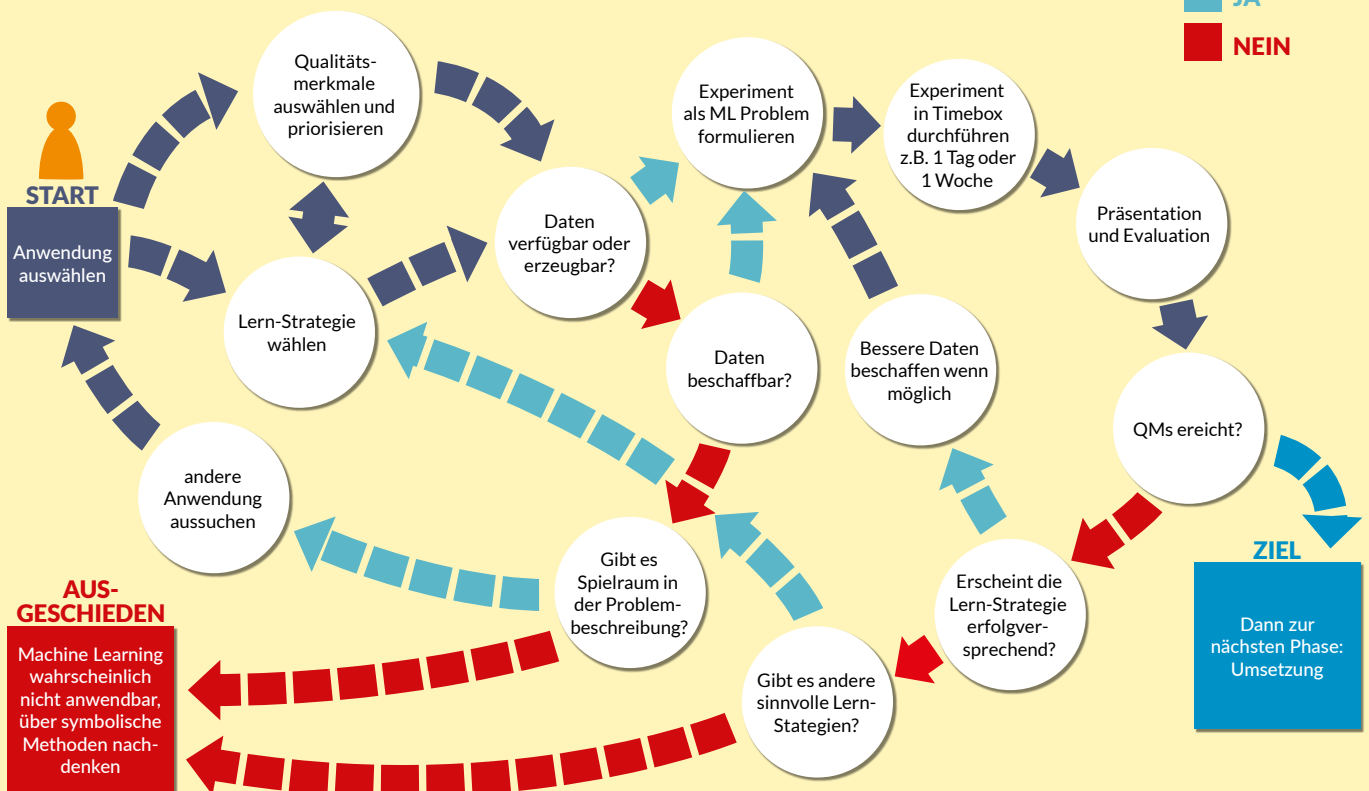 JA
NEIN
START
Anwendung
auswählen
Qualitäts-
merkmale
auswählen und
priorisieren
Lern-Strategie
wählen
Daten
verfügbar oder
erzeugbar?
Daten
beschaffbar?
Experiment
als ML Problem
formulieren
Experiment
in Timebox
durchführen
z.B. 1 Tag oder
1 Woche
Präsentation
und Evaluation
QMs ereicht?
Bessere Daten
beschaffen wenn
möglich
Erscheint die
Lern-Strategie
erfolgver-
sprechend?
Gibt es andere
sinnvolle Lern-
Stategien?
Gibt es
Spielraum in
der Problem-
beschreibung?
andere
Anwendung
aussuchen
AUS-
GESCHIEDEN
Machine Learning
wahrscheinlich
nicht anwendbar,
über symbolische
Methoden nach-
denken
ZIEL
Dann zur
nächsten Phase:
Umsetzung